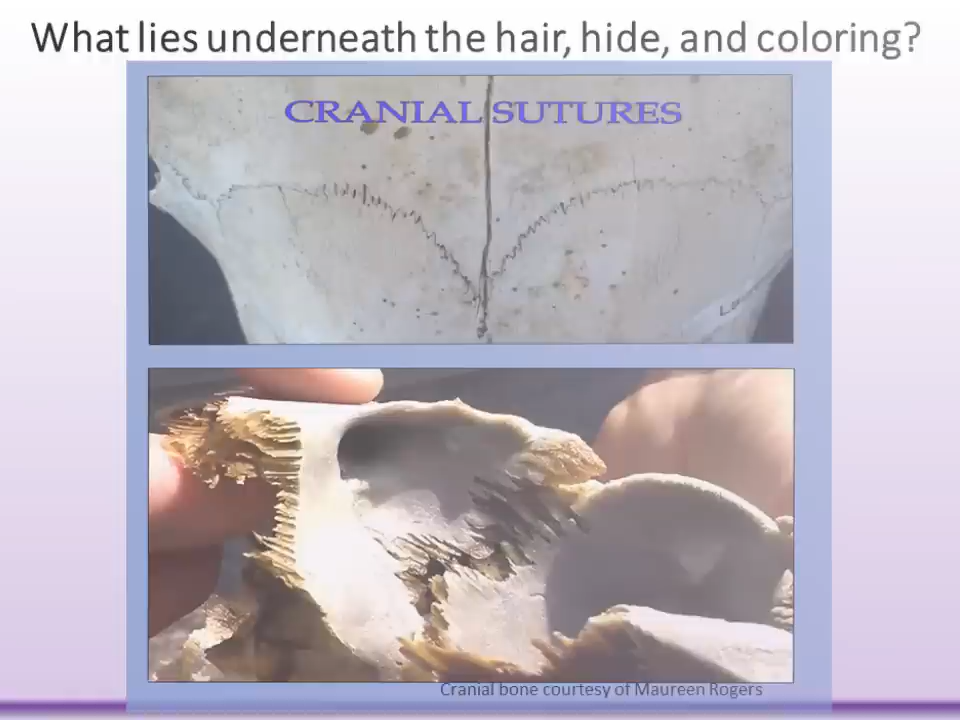 What lies underneath the hair, hide, and coloring?
CRANIAL SUTURES
Cranial bone courtesy of Maureen Rogers